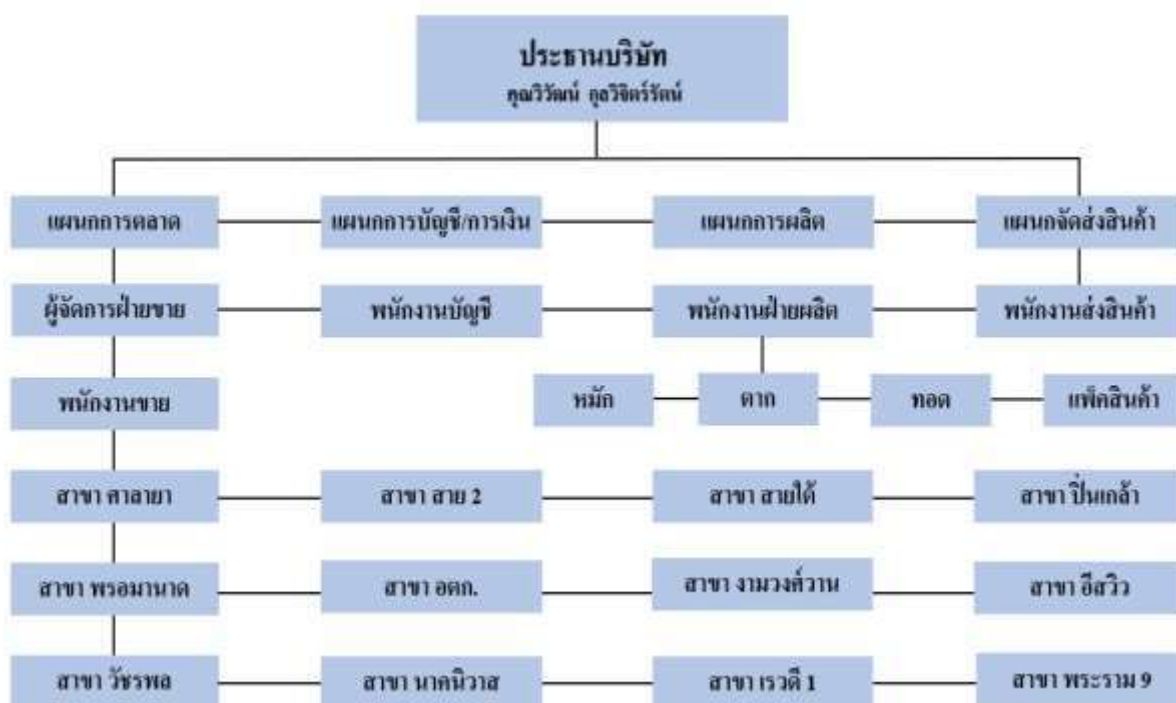 ประธานบริษัท
คุณวิวัฒน์ กุลวิจิตร์รัตน์
แผนกการตลาด
แผนกการบัญชี/การเงิน
แผนกการผลิต
แผนกจัดส่งสินค้า
ผู้จัดการฝ่ายขาย
พนักงานบัญชี
พนักงานฝ่ายผลิต
พนักงานส่งสินค้า
พนักงานขาย
หมัก
ตาก
ทอด
แพ็คสินค้า
สาขา ศาลายา
สาขา สาย 2
สาขา สายใต้
สาขา ปิ่นเกล้า
สาขา พรอมานาด
สาขา อตก.
สาขา งามวงศ์วาน
สาขา อีสวิว
สาขา วัชรพล
สาขา นาคนิวาส
สาขา เรวดี 1
สาขา พระราม 9